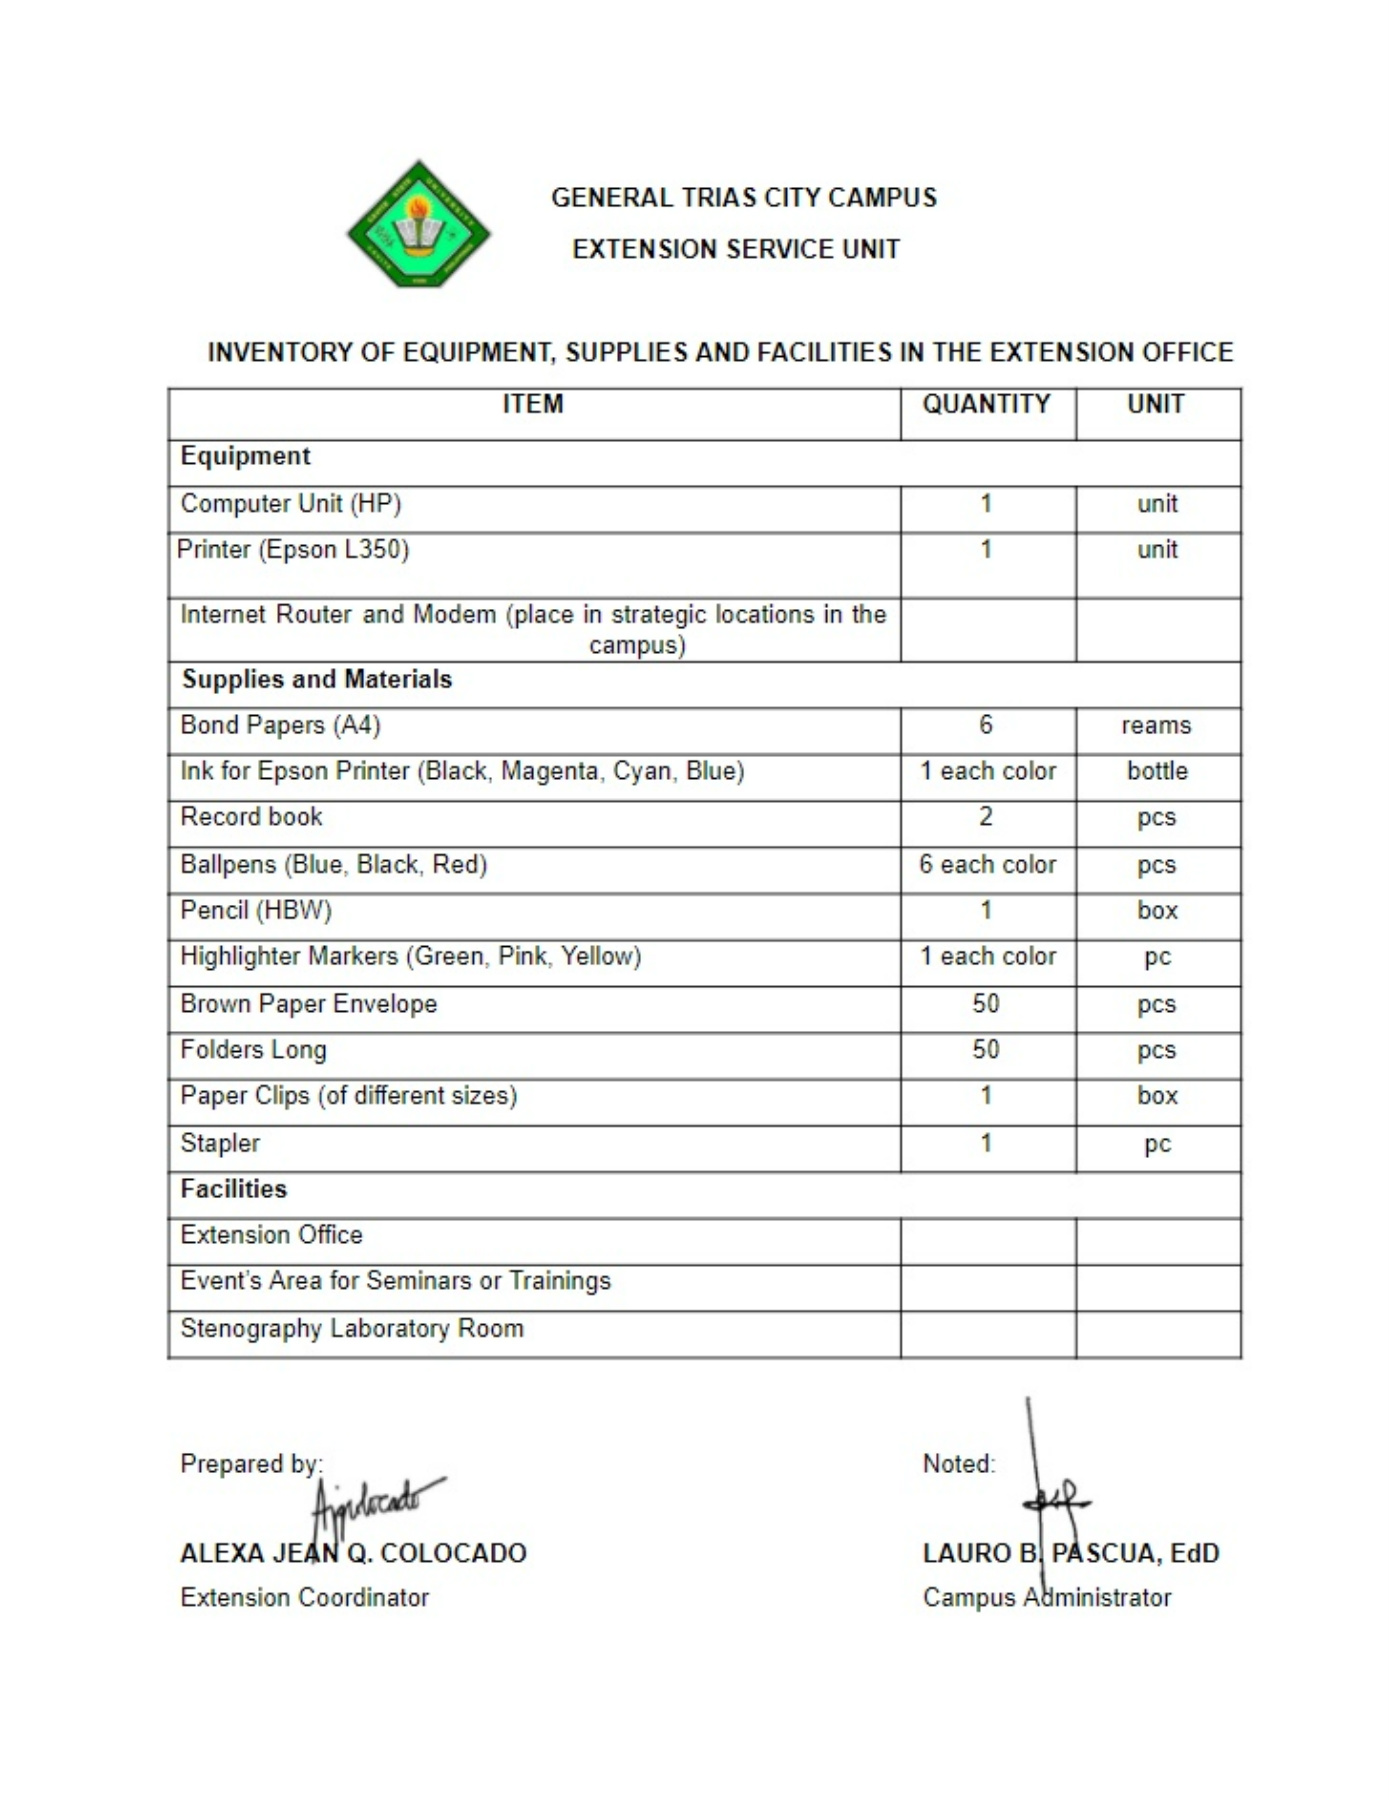 GENERAL TRIAS CITY CAMPUS
EXTENSION SERVICE UNIT
INVENTORY OF EQUIPMENT, SUPPLIES AND FACILITIES IN THE EXTENSION OFFICE
ITEM QUANTITY UNIT
Equipment
Computer Unit (HP) 1 unit
Printer (Epson L350) 1 unit
Internet Router and Modem (place in strategic locations in the
campus)
Supplies and Materials
Bond Papers (A4) 6 reams
Ink for Epson Printer (Black, Magenta, Cyan, Blue) 1 each color bottle
Record book 2 pcs
Ballpens (Blue, Black, Red) 6 each color pcs
Pencil (HBW) 1 box
Highlighter Markers (Green, Pink, Yellow) 1 each color pc
Brown Paper Envelope 50 pcs
Folders Long 50 pcs
Paper Clips (of different sizes) 1 box
Stapler 1 pc
Facilities
Extension Office
Event's Area for Seminars or Trainings
Stenography Laboratory Room
Prepared by: Noted:
ALEXA JEAN Q. COLOCADO LAURO B. PASCUA, EdD
Extension Coordinator Campus Administrator